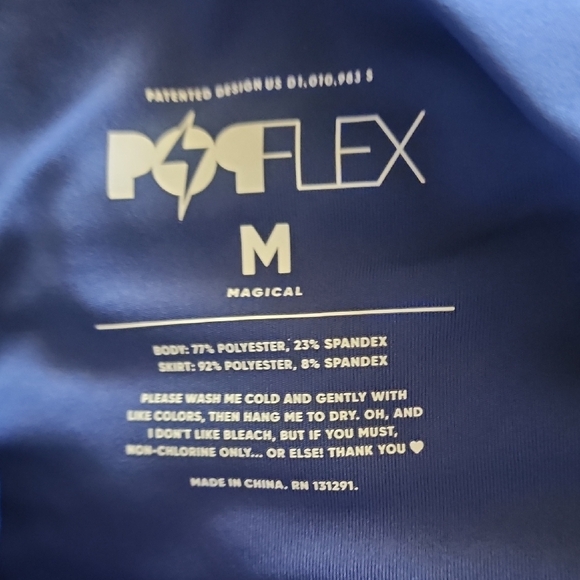 PATENTED DESIGN US D1,010,983 S
POPFLEX
M
MAGICAL
BODY: 77% POLYESTER, 23% SPANDEX
SKIRT: 92% POLYESTER, 8% SPANDEX
PLEASE WASH ME COLD AND GENTLY WITH
LIKE COLORS, THEN HANG ME TO DRY. OH, AND
I DON'T LIKE BLEACH, BUT IF YOU MUST,
NON-CHLORINE ONLY... OR ELSE! THANK YOU ♥
MADE IN CHINA. RN 131291.